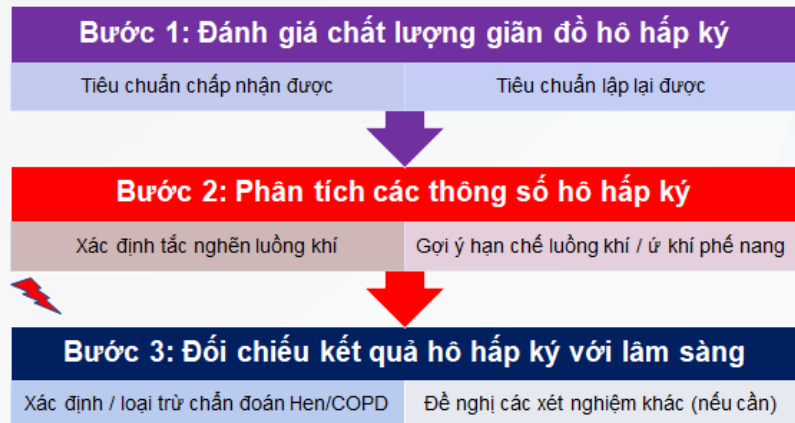 Bước 1: Đánh giá chất lượng giãn đồ hô hấp ký
Tiêu chuẩn chấp nhận được
Tiêu chuẩn lập lại được
Bước 2: Phân tích các thông số hô hấp ký
Xác định tắc nghẽn luồng khí
Gợi ý hạn chế luồng khí / ứ khí phế nang
Bước 3: Đối chiếu kết quả hô hấp ký với lâm sàng
Xác định / loại trừ chẩn đoán Hen/COPD
Đề nghị các xét nghiệm khác (nếu cần)